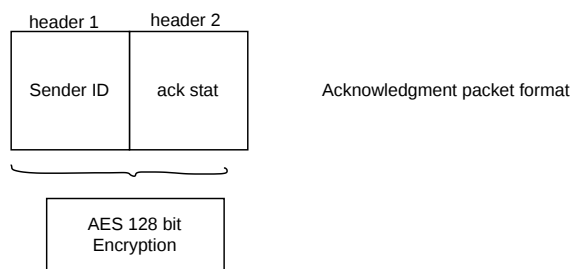 header 1
header 2
Sender ID
ack stat
Acknowledgment packet format
AES 128 bit
Encryption